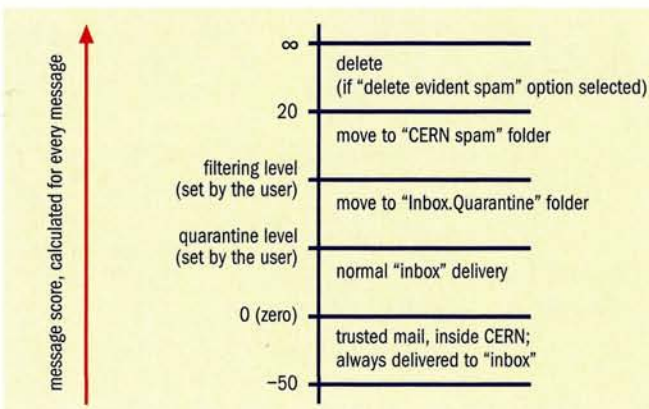 message score, calculated for every message
∞
delete
(if "delete evident spam" option selected)
20
move to "CERN spam" folder
filtering level
(set by the user)
move to "Inbox.Quarantine" folder
quarantine level
(set by the user)
normal "inbox" delivery
0 (zero)
trusted mail, inside CERN;
always delivered to "inbox"
−50